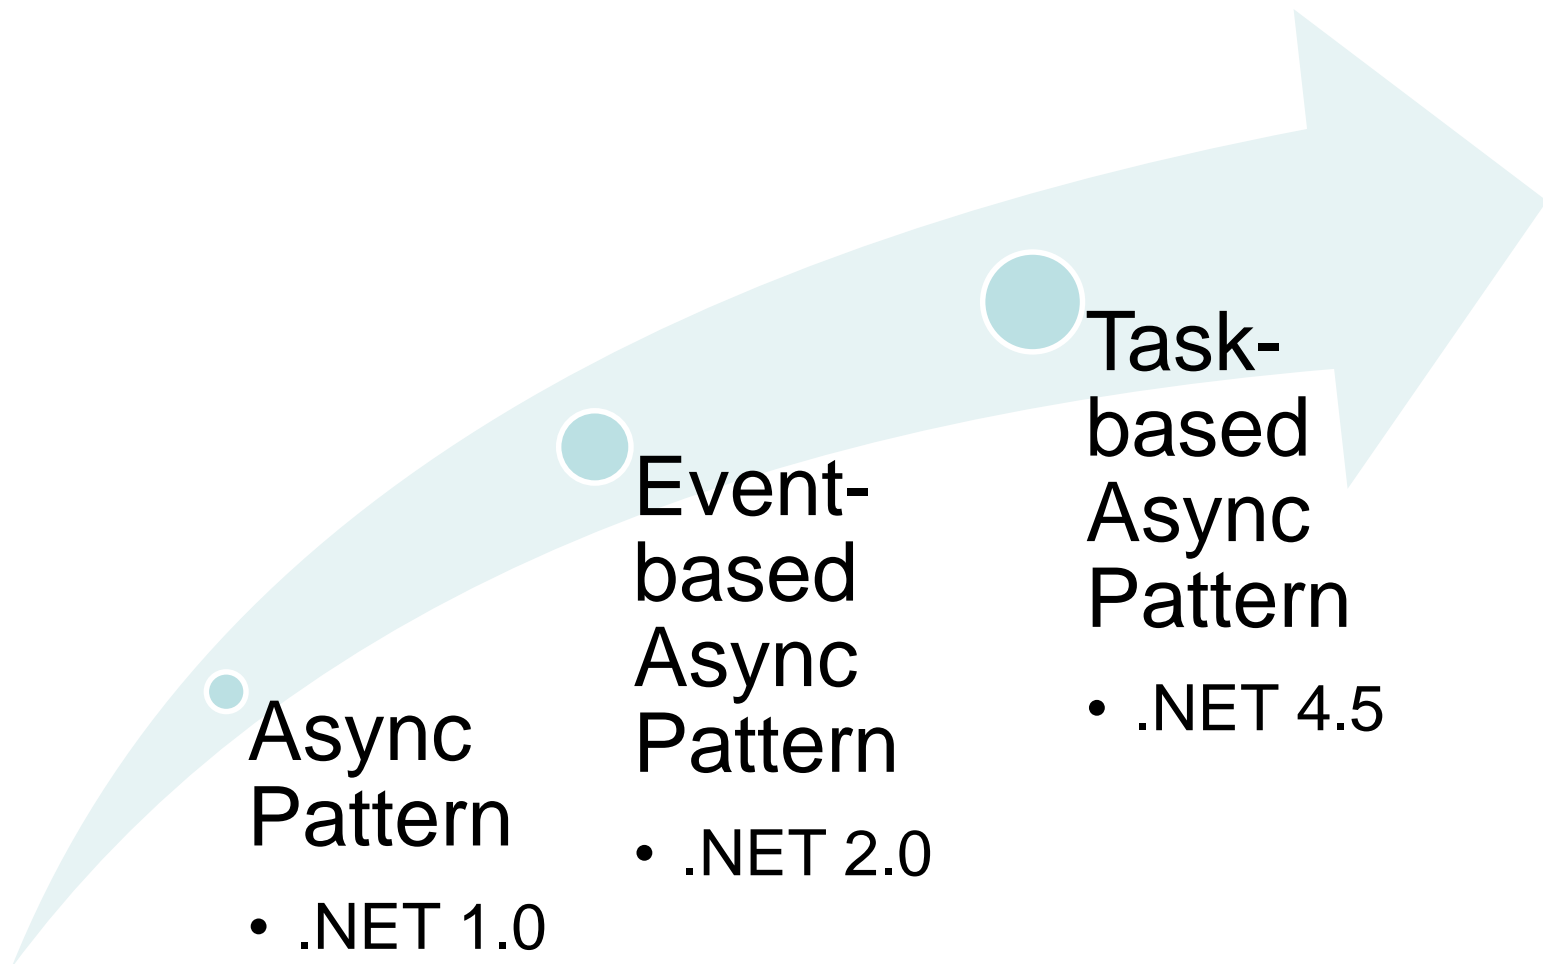 Async
Pattern
• .NET 1.0
Event-
based
Async
Pattern
• .NET 2.0
Task-
based
Async
Pattern
• .NET 4.5